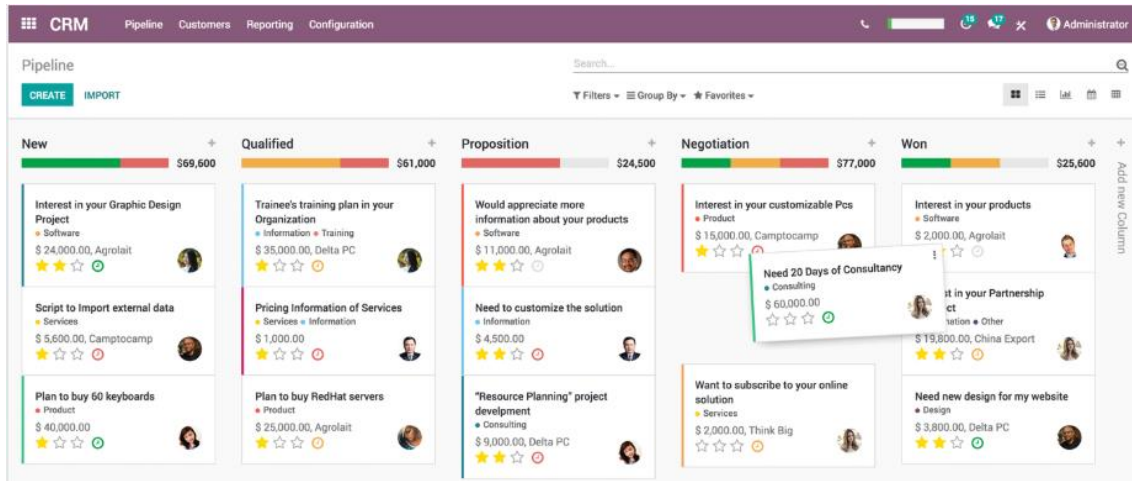 CRM Pipeline Customers Reporting Configuration 15 17 Administrator
Pipeline
Search...
CREATE IMPORT
Filters Group By Favorites
New + $69,600
Interest in your Graphic Design
Project
Software
$ 24,000.00, Agrolait
Script to Import external data
Services
$ 5,600.00, Camptocamp
Plan to buy 60 keyboards
Product
$ 40,000.00
Qualified + $61,000
Trainee's training plan in your
Organization
Information Training
$ 35,000.00, Delta PC
Pricing Information of Services
Services Information
$ 1,000.00
Plan to buy RedHat servers
Product
$ 25,000.00, Agrolait
Proposition + $24,500
Would appreciate more
information about your products
Software
$ 11,000.00, Agrolait
Need to customize the solution
Information
$ 4,500.00
"Resource Planning" project
develpment
Consulting
$ 9,000.00, Delta PC
Negotiation + $77,000
Interest in your customizable Pcs
Product
$ 15,000.00, Camptocamp
Need 20 Days of Consultancy
Consulting
$ 60,000.00
Want to subscribe to your online
solution
Services
$ 2,000.00, Think Big
Won + $25,600
Interest in your products
Software
$ 2,000.00, Agrolait
st in your Partnership
ct
mation Other
$ 19,800.00, China Export
Need new design for my website
Design
$ 3,800.00, Delta PC
+
Add new Column